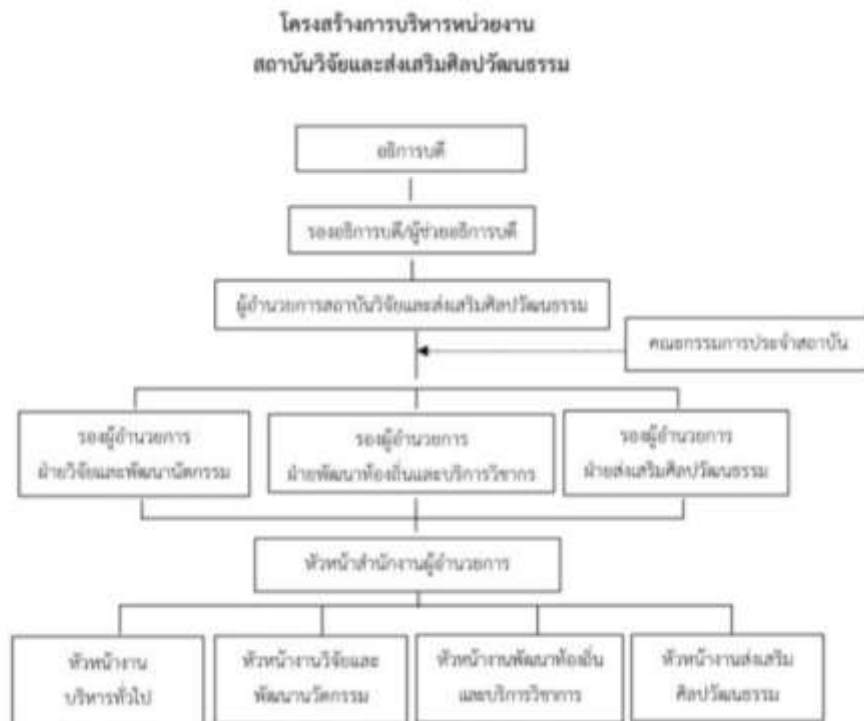 โครงสร้างการบริหารหน่วยงาน
สถาบันวิจัยและส่งเสริมศิลปวัฒนธรรม
อธิการบดี
รองอธิการบดี/ผู้ช่วยอธิการบดี
ผู้อำนวยการสถาบันวิจัยและส่งเสริมศิลปวัฒนธรรม
คณะกรรมการประจำสถาบัน
รองผู้อำนวยการ
ฝ่ายวิจัยและพัฒนานัตกรรม
รองผู้อำนวยการ
ฝ่ายพัฒนาท้องถิ่นและบริการวิชากร
รองผู้อำนวยการ
ฝ่ายส่งเสริมศิลปวัฒนธรรม
หัวหน้าสำนักงานผู้อำนวยการ
หัวหน้างาน
บริหารทั่วไป
หัวหน้างานวิจัยและ
พัฒนานวัตกรรม
หัวหน้างานพัฒนาท้องถิ่น
และบริการวิชาการ
หัวหน้างานส่งเสริม
ศิลปวัฒนธรรม